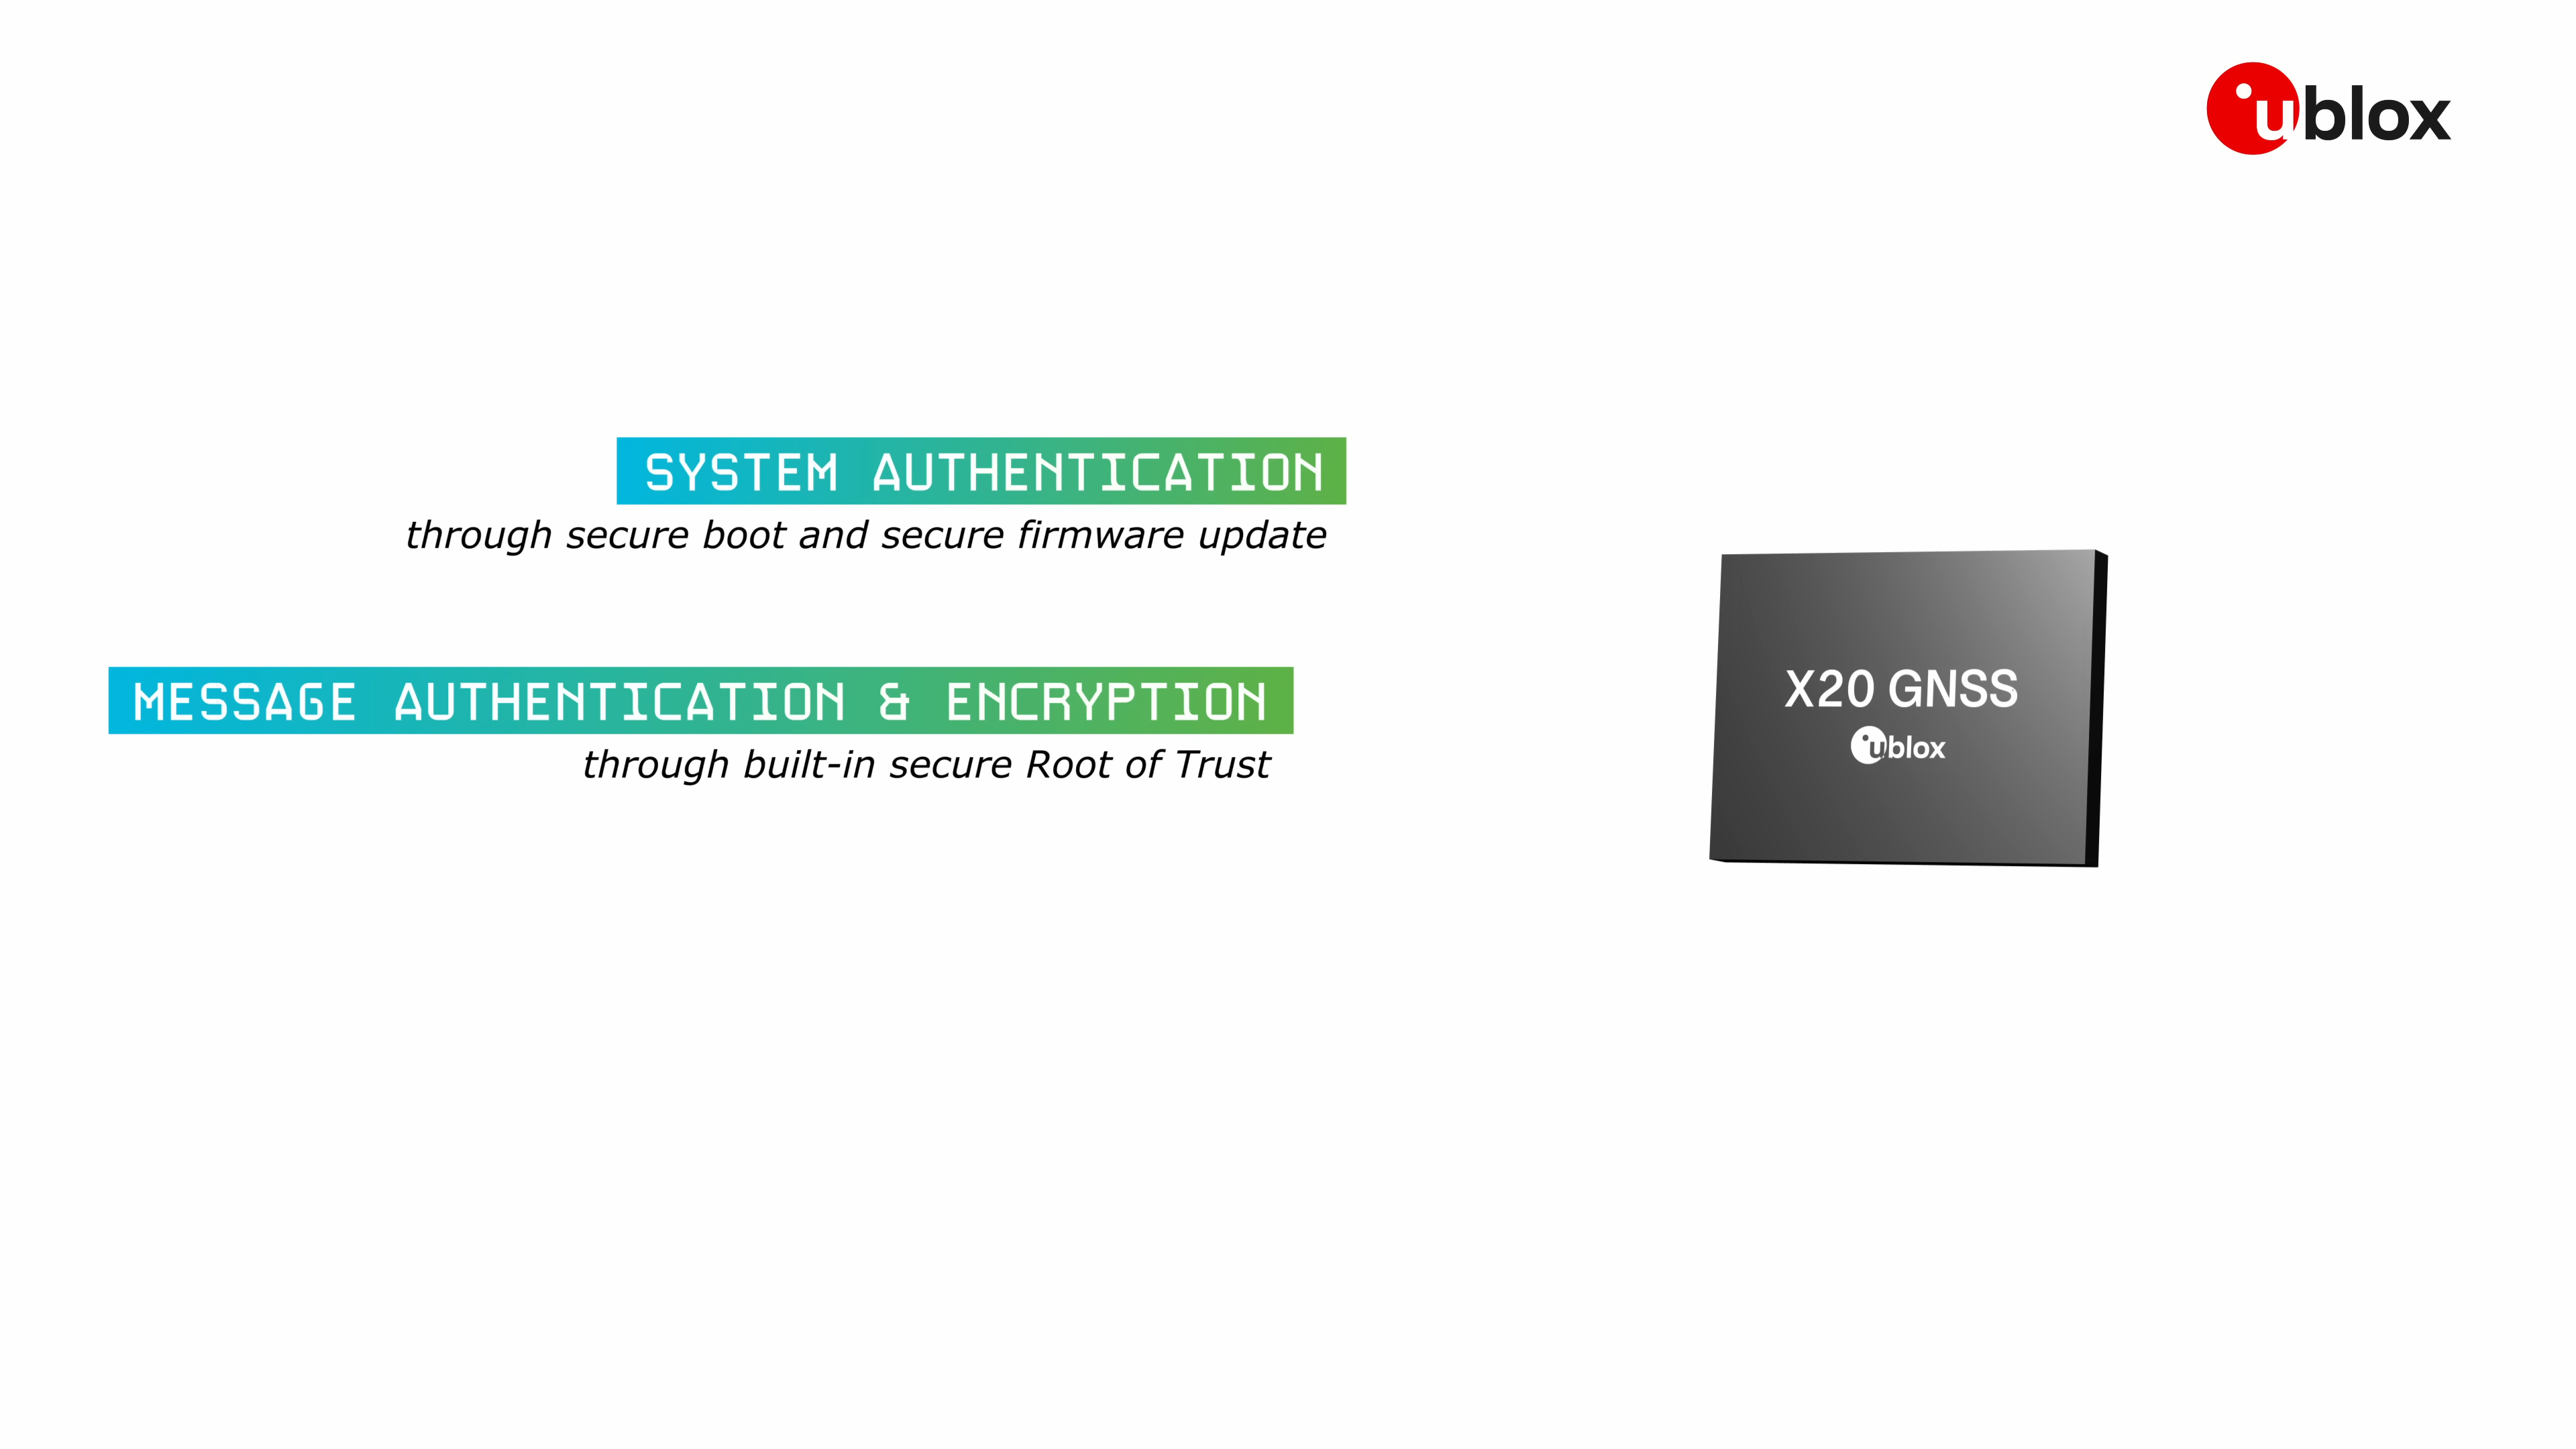 ublox
SYSTEM AUTHENTICATION
through secure boot and secure firmware update
MESSAGE AUTHENTICATION & ENCRYPTION
through built-in secure Root of Trust
X20 GNSS
ublox